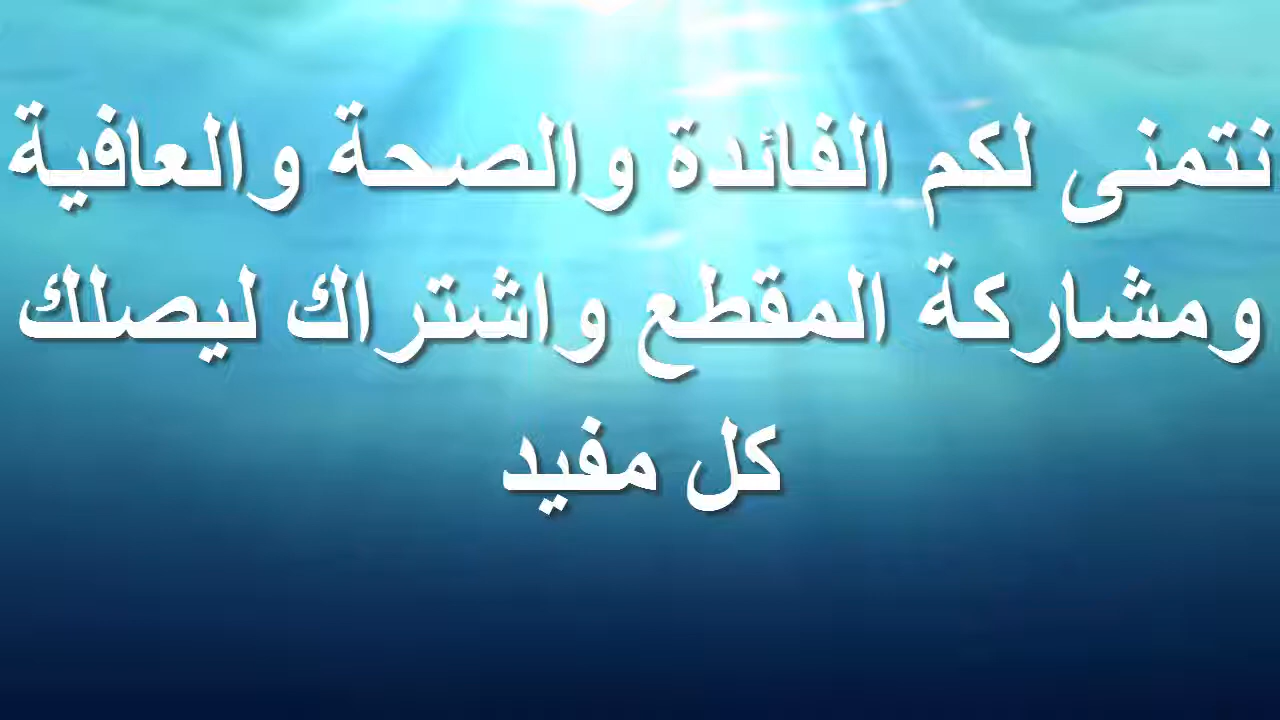 نتمنى لكم الفائدة والصحة والعافية
ومشاركة المقطع واشتراك ليصلك
كل مفيد